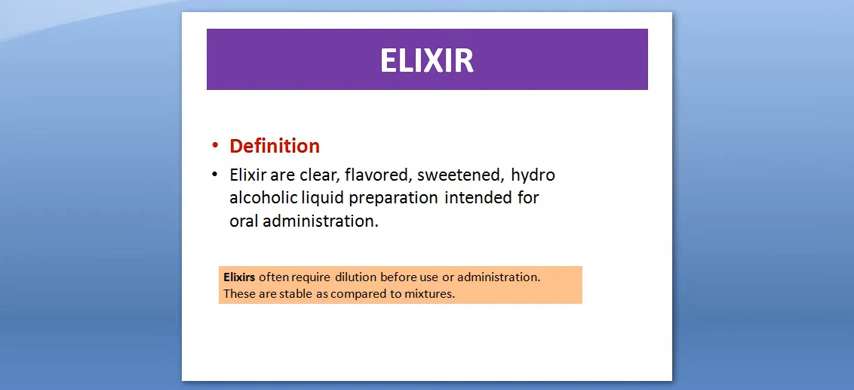 ELIXIR
• Definition
• Elixir are clear, flavored, sweetened, hydro
alcoholic liquid preparation intended for
oral administration.
Elixirs often require dilution before use or administration.
These are stable as compared to mixtures.